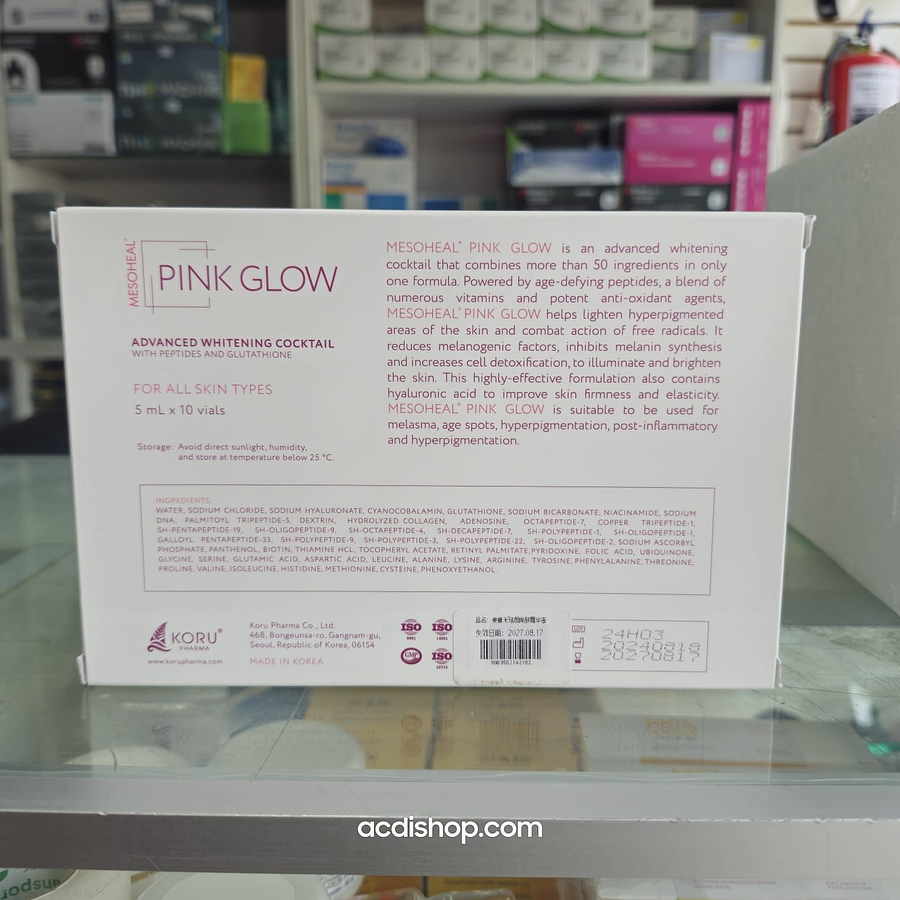 MESOHEAL®
PINK GLOW
ADVANCED WHITENING COCKTAIL
WITH PEPTIDES AND GLUTATHIONE
FOR ALL SKIN TYPES
5 mL x 10 vials
Storage: Avoid direct sunlight, humidity,
and store at temperature below 25 °C.
MESOHEAL® PINK GLOW is an advanced whitening
cocktail that combines more than 50 ingredients in only
one formula. Powered by age-defying peptides, a blend of
numerous vitamins and potent anti-oxidant agents,
MESOHEAL® PINK GLOW helps lighten hyperpigmented
areas of the skin and combat action of free radicals. It
reduces melanogenic factors, inhibits melanin synthesis
and increases cell detoxification, to illuminate and brighten
the skin. This highly-effective formulation also contains
hyaluronic acid to improve skin firmness and elasticity.
MESOHEAL® PINK GLOW is suitable to be used for
melasma, age spots, hyperpigmentation, post-inflammatory
and hyperpigmentation.
INGREDIENTS:
WATER, SODIUM CHLORIDE, SODIUM HYALURONATE, CYANOCOBALAMIN, GLUTATHIONE, SODIUM BICARBONATE, NIACINAMIDE, SODIUM
DNA, PALMITOYL TRIPEPTIDE-5, DEXTRIN, HYDROLYZED COLLAGEN, ADENOSINE, OCTAPEPTIDE-7, COPPER TRIPEPTIDE-1,
SH-PENTAPEPTIDE-19, SH-OLIGOPEPTIDE-9, SH-OCTAPEPTIDE-4, SH-DECAPEPTIDE-7, SH-POLYPEPTIDE-1, SH-OLIGOPEPTIDE-1,
GALLOYL PENTAPEPTIDE-33, SH-POLYPEPTIDE-9, SH-POLYPEPTIDE-3, SH-POLYPEPTIDE-22, SH-OLIGOPEPTIDE-2, SODIUM ASCORBYL
PHOSPHATE, PANTHENOL, BIOTIN, THIAMINE HCL, TOCOPHERYL ACETATE, RETINYL PALMITATE, PYRIDOXINE, FOLIC ACID, UBIQUINONE,
GLYCINE, SERINE, GLUTAMIC ACID, ASPARTIC ACID, LEUCINE, ALANINE, LYSINE, ARGININE, TYROSINE, PHENYLALANINE, THREONINE,
PROLINE, VALINE, ISOLEUCINE, HISTIDINE, METHIONINE, CYSTEINE, PHENOXYETHANOL.
KORU®
PHARMA
www.korupharma.com
Koru Pharma Co., Ltd.
468, Bongeunsa-ro, Gangnam-gu,
Seoul, Republic of Korea, 06154
MADE IN KOREA
ISO
9001
ISO
GMP
ISO
品名:
失效日期: 2027.08.17
LOT
24H03
20240818
20270817
acdishop.com